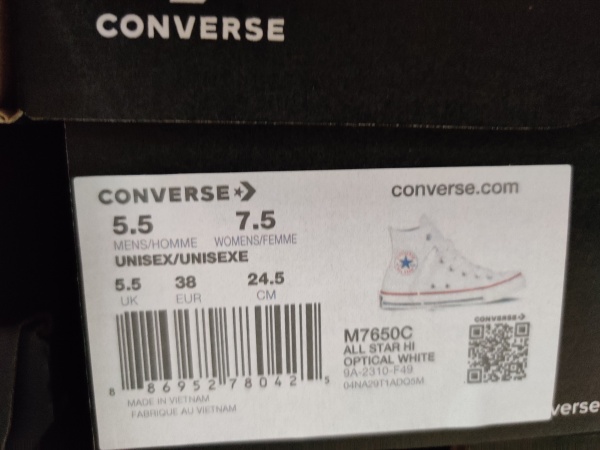 CONVERSE
CONVERSE
converse.com
5.5 7.5
MENS/HOMME WOMENS/FEMME
UNISEX/UNISEXE
5.5 38 24.5
UK EUR CM
8 86952 78042 5
MADE IN VIETNAM
FABRIQUE AU VIETNAM
M7650C
ALL STAR HI
OPTICAL WHITE
9A-2310-F49
04NA29T1ADQ5M
CONVERSE
verse